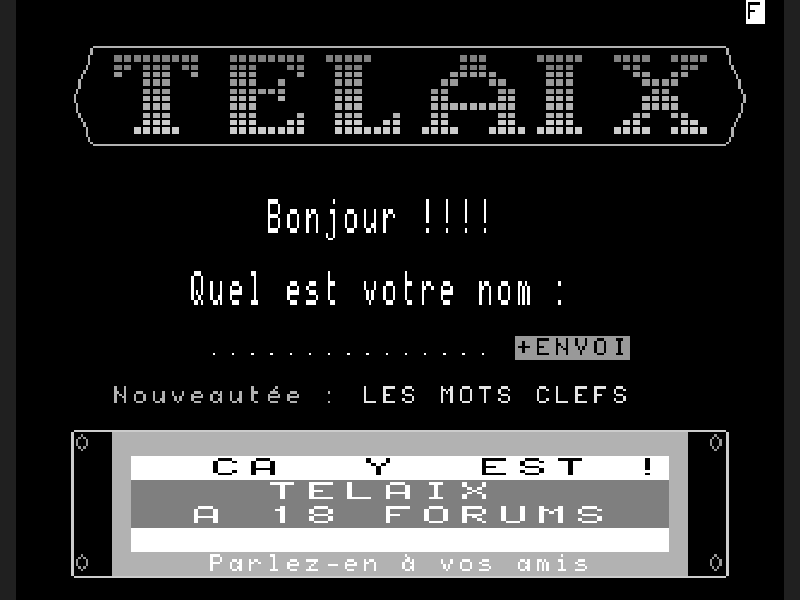 F
TELAIX
Bonjour !!!!
Quel est votre nom :
............... +ENVOI
Nouveautée : LES MOTS CLEFS
CA Y EST !
TELAIX
A 18 FORUMS
Parlez-en à vos amis